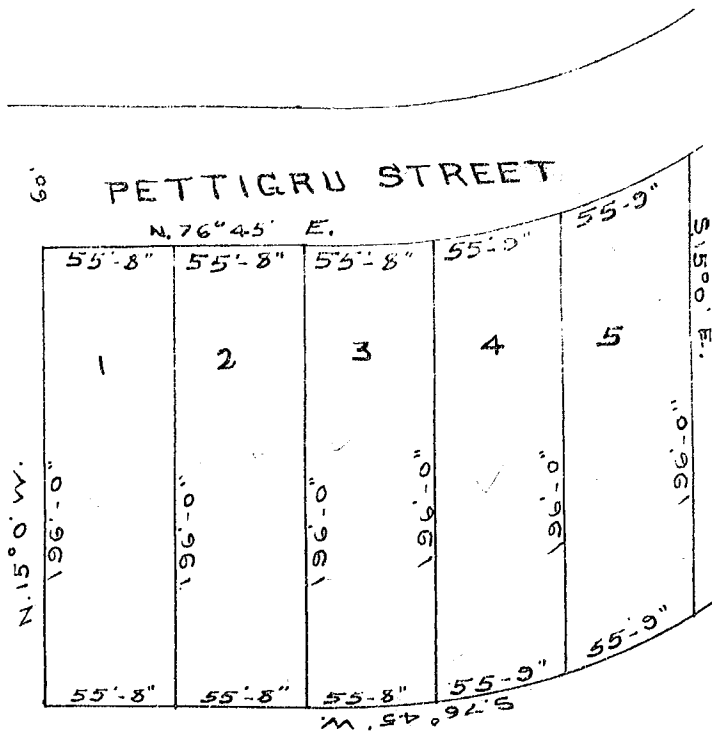 60'
PETTIGRU STREET
N. 76° 45' E.
55'-8" 55'-8" 55'-8" 55'-9" 55'-9"
S 15° 0' E.
1 2 3 4 5
N. 15° 0' W.
196'-0" 196'-0" 196'-0" 196'-0" 196'-0" 196'-0"
55'-8" 55'-8" 55'-8" 55'-9" 55'-9"
S. 76° 45' W.